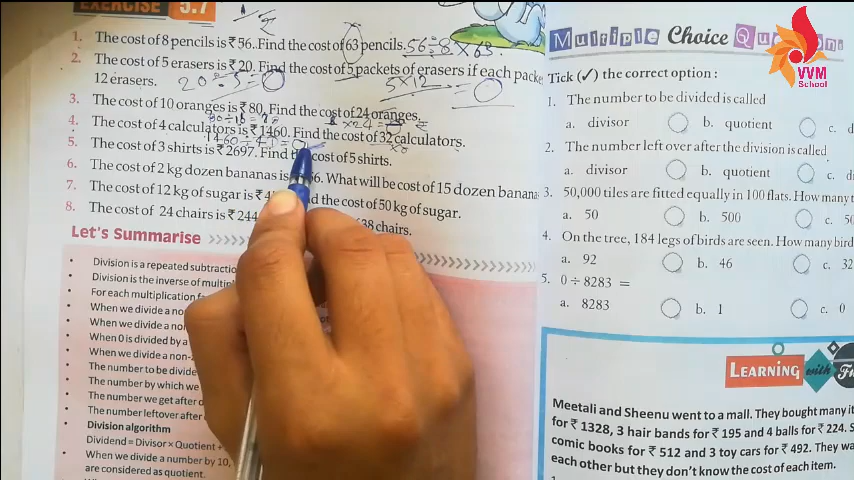 EXERCISE 5.7
1. The cost of 8 pencils is ₹ 56. Find the cost of 63 pencils. 56 ÷ 8 × 63.
2. The cost of 5 erasers is ₹ 20. Find the cost of 5 packets of erasers if each packe
12 erasers. 20 ÷ 5 = 5 × 12
3. The cost of 10 oranges is ₹ 80. Find the cost of 24 oranges.
4. The cost of 4 calculators is ₹ 1460. Find the cost of 32 calculators.
1460 ÷ 4
5. The cost of 3 shirts is ₹ 2697. Find the cost of 5 shirts.
6. The cost of 2 kg dozen bananas is 6. What will be cost of 15 dozen banana
7. The cost of 12 kg of sugar is ₹ 4 the cost of 50 kg of sugar.
8. The cost of 24 chairs is ₹ 244 38 chairs.
Let's Summarise
• Division is a repeated subtractio
• Division is the inverse of multipl
• For each multiplication
• When we divide a no
• When we divide a
• When 0 is divided by a
• When we divide a non-
• The number to be divide
• The number by which we
• The number we get after
• The number leftover after
• Division algorithm
Dividend = Divisor × Quotient +
• When we divide a number by 10,
are considered as quotient.
Multiple Choice
VVM
School
Tick (✓) the correct option :
1. The number to be divided is called
a. divisor b. quotient c. d
2. The number left over after the division is called
a. divisor b. quotient c.
3. 50,000 tiles are fitted equally in 100 flats. How many t
a. 50 b. 500 c. 50
4. On the tree, 184 legs of birds are seen. How many bird
a. 92 b. 46 c. 32
5. 0 ÷ 8283 =
a. 8283 b. 1 c. 0
LEARNING with
Meetali and Sheenu went to a mall. They bought many it
for ₹ 1328, 3 hair bands for ₹ 195 and 4 balls for ₹ 224. S
comic books for ₹ 512 and 3 toy cars for ₹ 492. They wa
each other but they don't know the cost of each item.